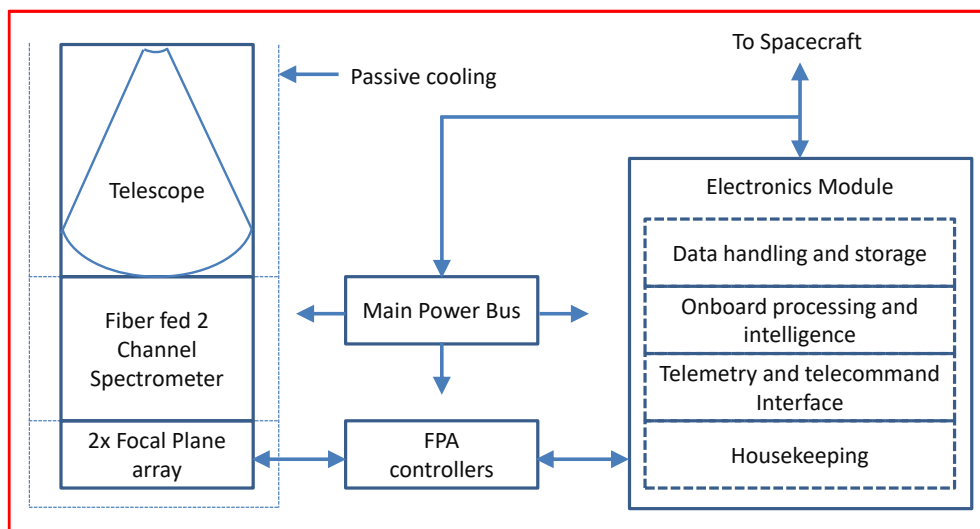 To Spacecraft
Passive cooling
Telescope
Electronics Module
Data handling and storage
Fiber fed 2
Channel
Spectrometer
Main Power Bus
Onboard processing and
intelligence
Telemetry and telecommand
Interface
2x Focal Plane
array
FPA
controllers
Housekeeping